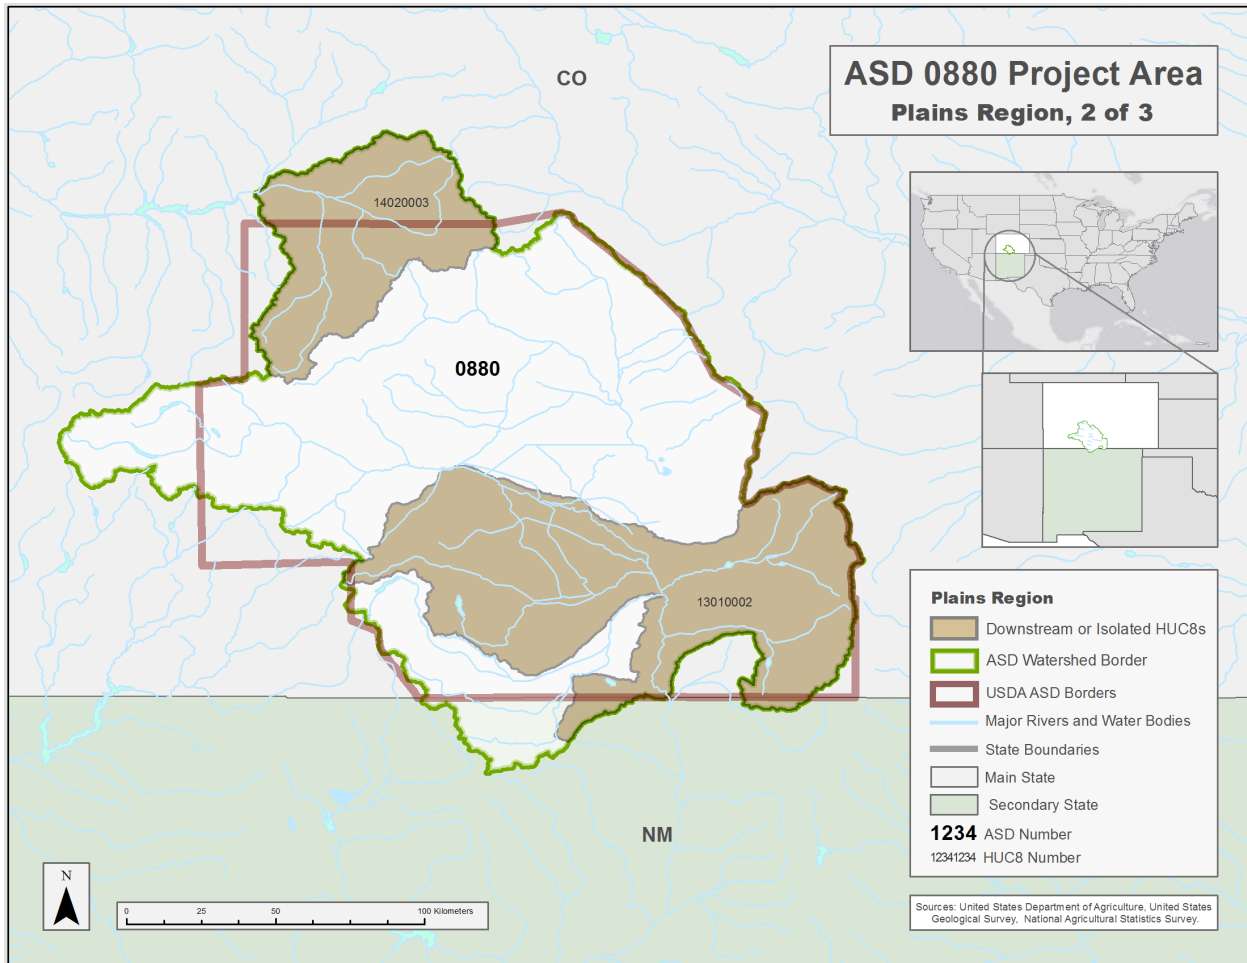 ASD 0880 Project Area
Plains Region, 2 of 3
CO
14020003
0880
13010002
NM
Plains Region
Downstream or Isolated HUC8s
ASD Watershed Border
USDA ASD Borders
Major Rivers and Water Bodies
State Boundaries
Main State
Secondary State
1234 ASD Number
12341234 HUC8 Number
N
0 25 50 100 Kilometers
Sources: United States Department of Agriculture, United States
Geological Survey, National Agricultural Statistics Survey.